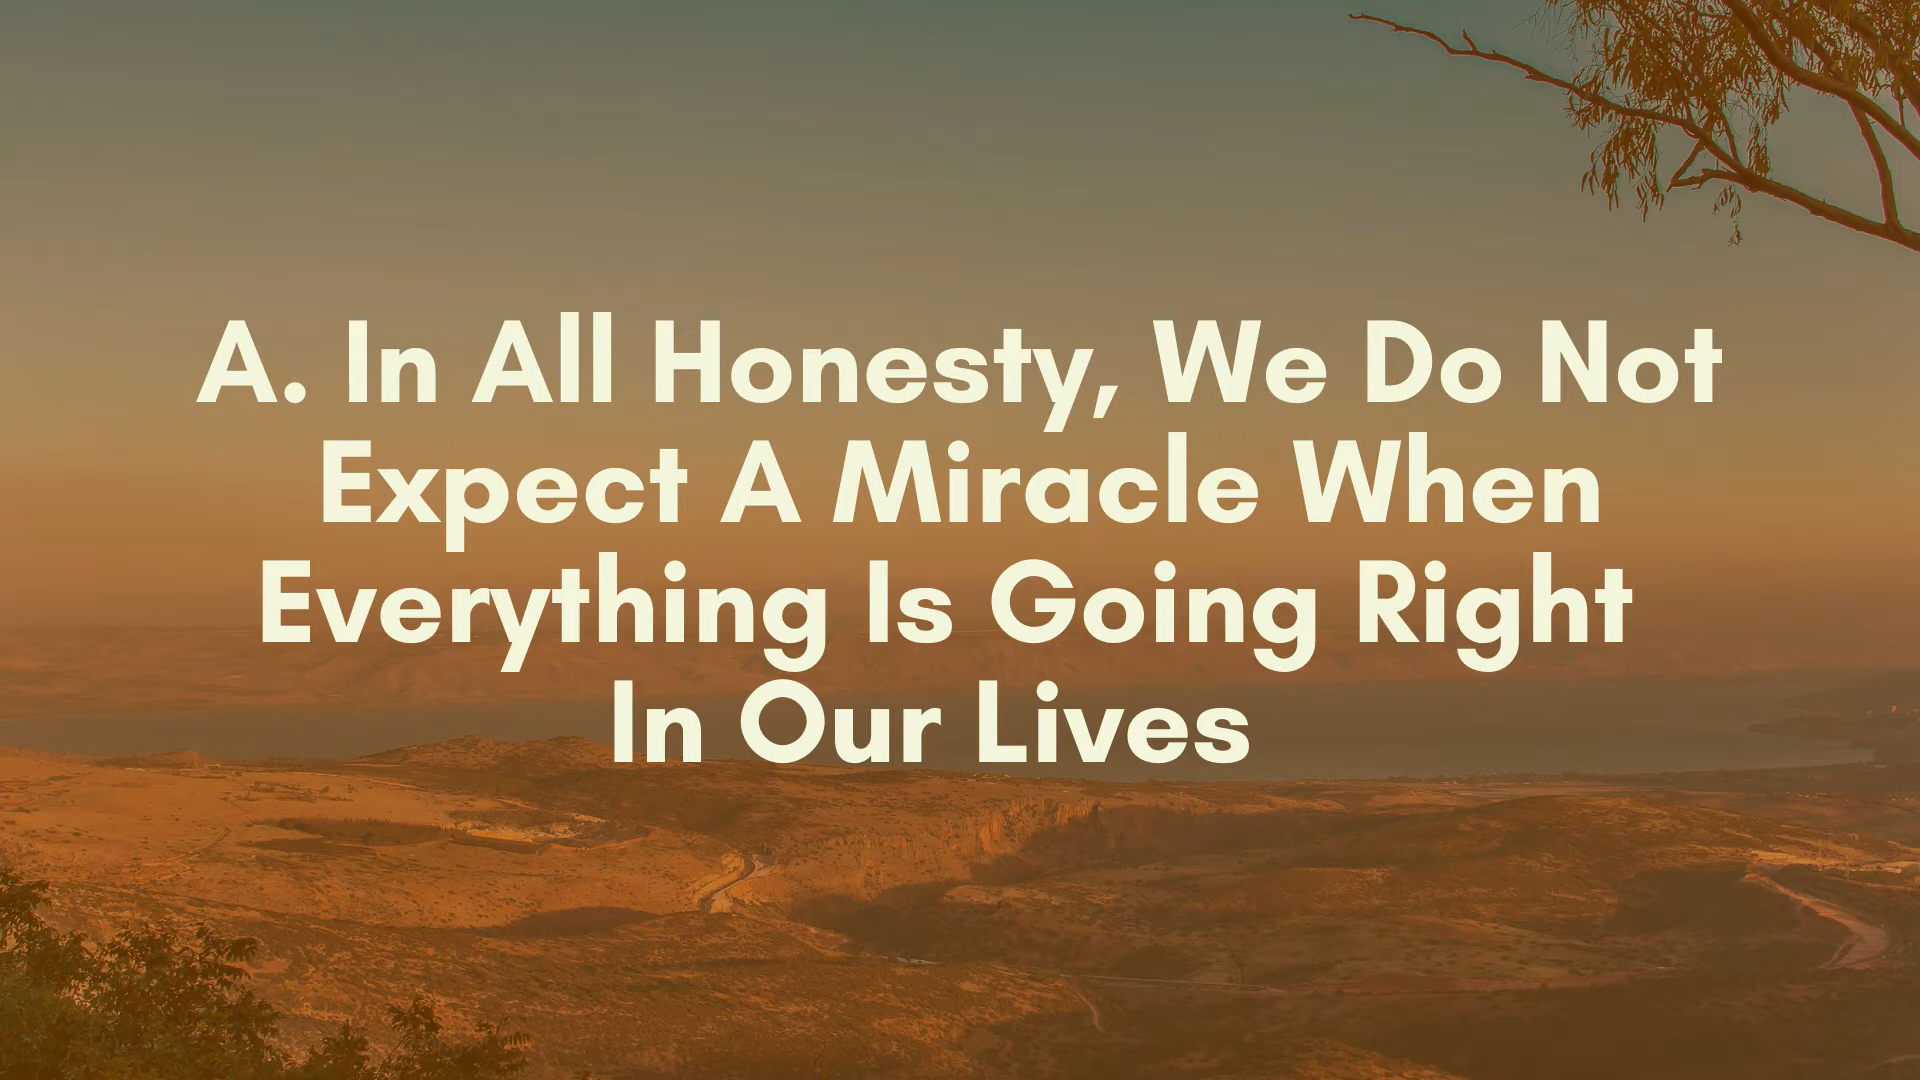 A. In All Honesty, We Do Not
Expect A Miracle When
Everything Is Going Right
In Our Lives